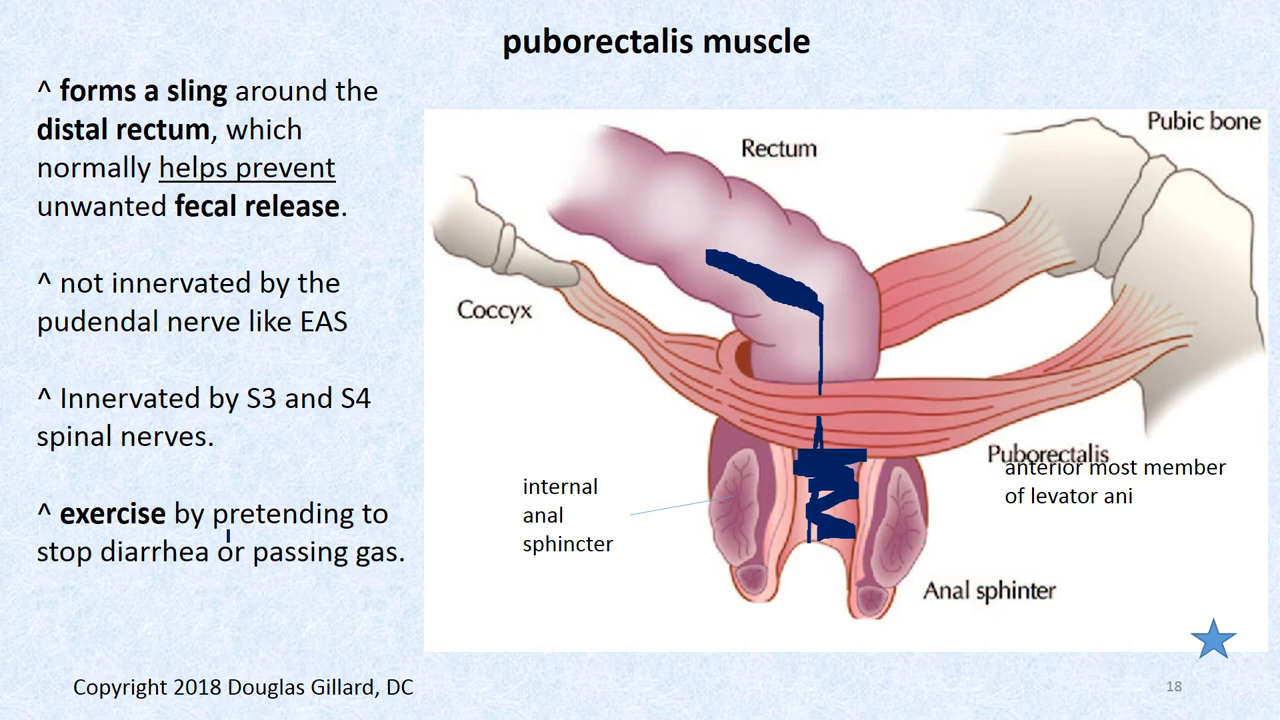 puborectalis muscle
^ forms a sling around the
distal rectum, which
normally helps prevent
unwanted fecal release.
^ not innervated by the
pudendal nerve like EAS
^ Innervated by S3 and S4
spinal nerves.
^ exercise by pretending to
stop diarrhea or passing gas.
Rectum
Pubic bone
Coccyx
Puborectalis
anterior most member
of levator ani
internal
anal
sphincter
Anal sphinter
Copyright 2018 Douglas Gillard, DC
18